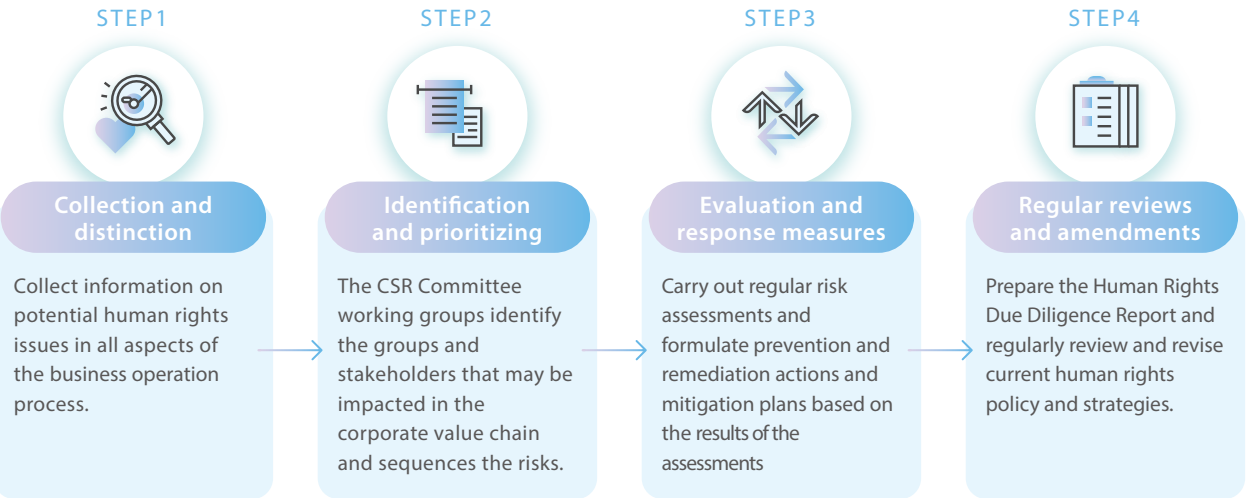 STEP1
Collection and
distinction
Collect information on
potential human rights
issues in all aspects of
the business operation
process.
STEP2
Identification
and prioritizing
The CSR Committee
working groups identify
the groups and
stakeholders that may be
impacted in the
corporate value chain
and sequences the risks.
STEP3
Evaluation and
response measures
Carry out regular risk
assessments and
formulate prevention and
remediation actions and
mitigation plans based on
the results of the
assessments
STEP4
Regular reviews
and amendments
Prepare the Human Rights
Due Diligence Report and
regularly review and revise
current human rights
policy and strategies.